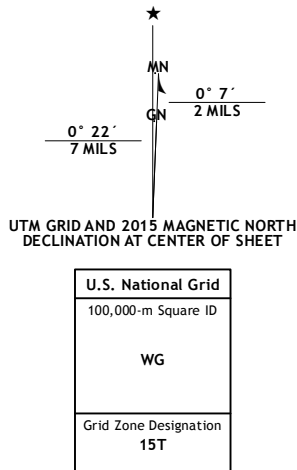 ★
MN
GN
0° 7´
2 MILS
0° 22´
7 MILS
UTM GRID AND 2015 MAGNETIC NORTH
DECLINATION AT CENTER OF SHEET
U.S. National Grid
100,000-m Square ID
WG
Grid Zone Designation
15T